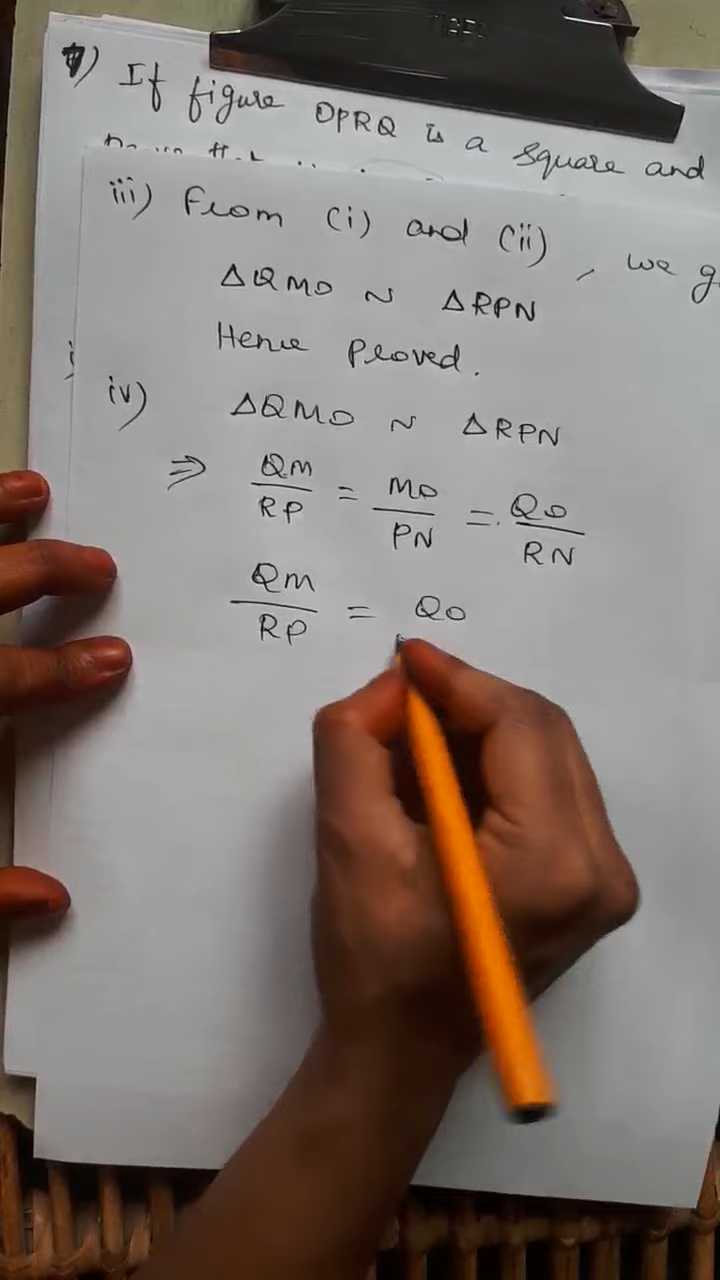 7) If figure OPRQ is a square and
iii) From (i) and (ii), we
ΔQMO ~ ΔRPN
Hence proved.
iv) ΔQMO ~ ΔRPN
⇒ QM/RP = MO/PN = QO/RN
QM/RP = QO